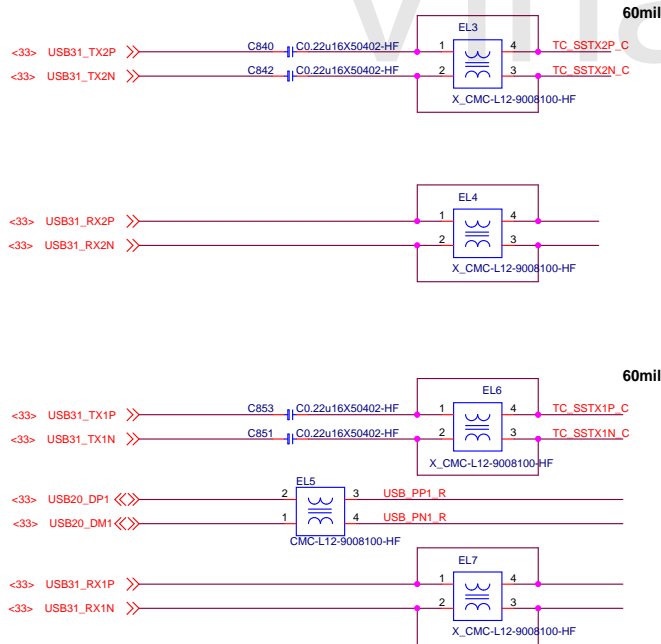 60mil
EL3
<33> USB31_TX2P C840 C0.22u16X50402-HF 1 4 TC_SSTX2P_C
<33> USB31_TX2N C842 C0.22u16X50402-HF 2 3 TC_SSTX2N_C
X_CMC-L12-9008100-HF
EL4
<33> USB31_RX2P 1 4
<33> USB31_RX2N 2 3
X_CMC-L12-9008100-HF
60mil
EL6
<33> USB31_TX1P C853 C0.22u16X50402-HF 1 4 TC_SSTX1P_C
<33> USB31_TX1N C851 C0.22u16X50402-HF 2 3 TC_SSTX1N_C
X_CMC-L12-9008100-HF
EL5
<33> USB20_DP1 2 3 USB_PP1_R
<33> USB20_DM1 1 4 USB_PN1_R
CMC-L12-9008100-HF
EL7
<33> USB31_RX1P 1 4
<33> USB31_RX1N 2 3
X_CMC-L12-9008100-HF